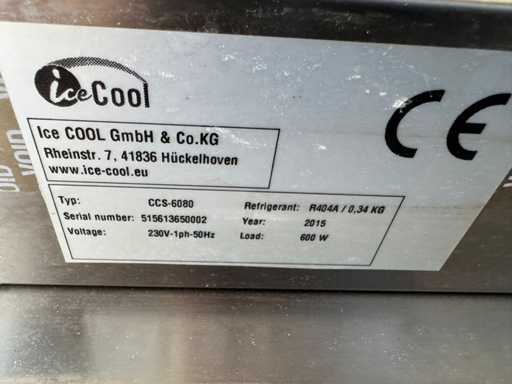 iceCool
CE
Ice COOL GmbH & Co.KG
Rheinstr. 7, 41836 Hückelhoven
www.ice-cool.eu
Typ: CCS-6080 Refrigerant: R404A / 0,34 KG
Serial number: 515613650002 Year: 2015
Voltage: 230V-1ph-50Hz Load: 600 W
VOID